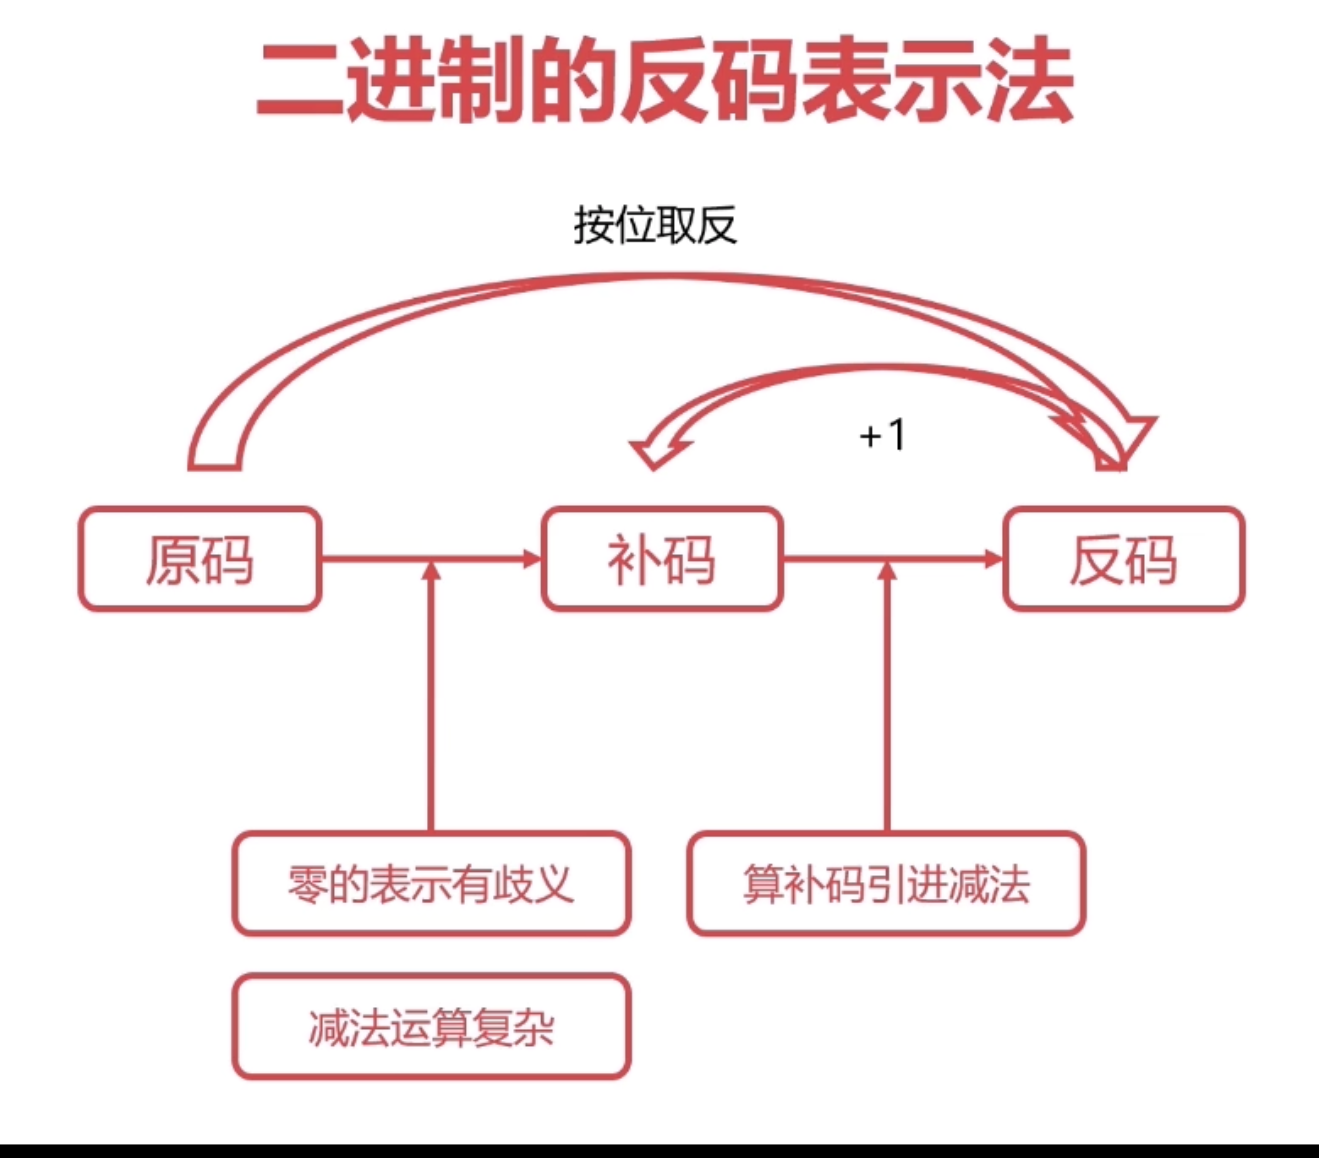 二进制的反码表示法
按位取反
+1
原码
补码
反码
零的表示有歧义
算补码引进减法
减法运算复杂